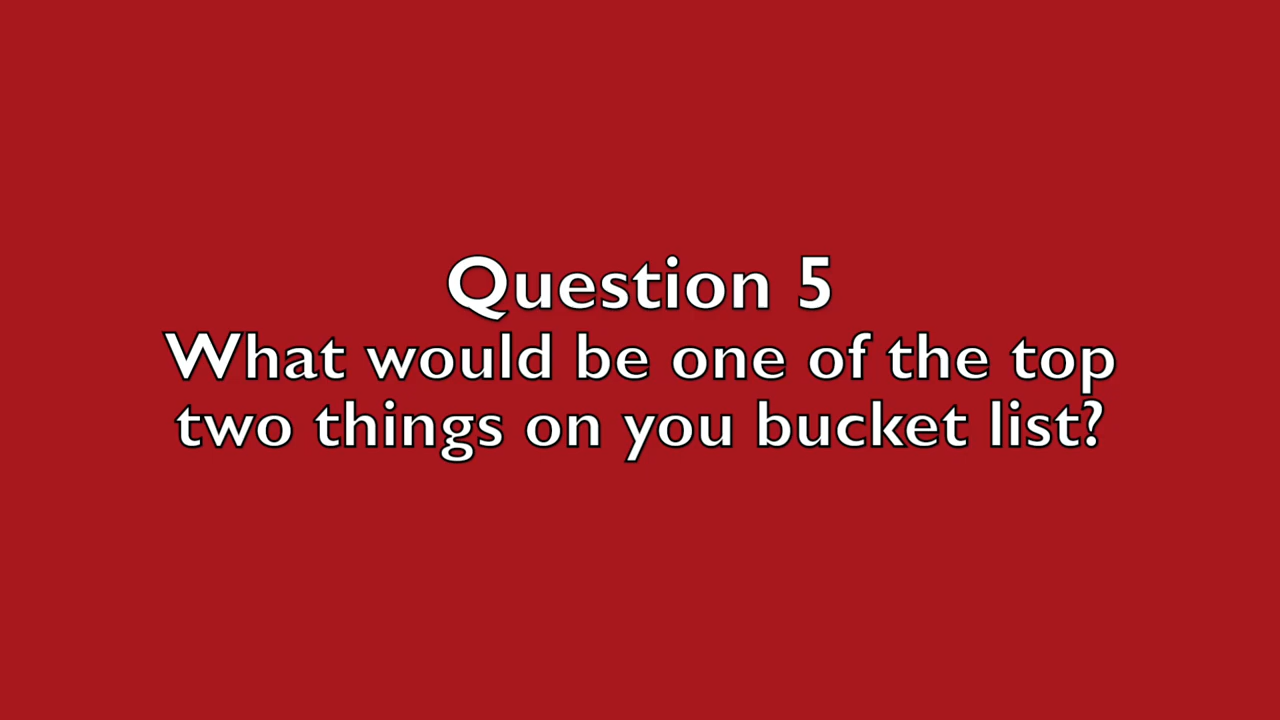 Question 5
What would be one of the top
two things on you bucket list?